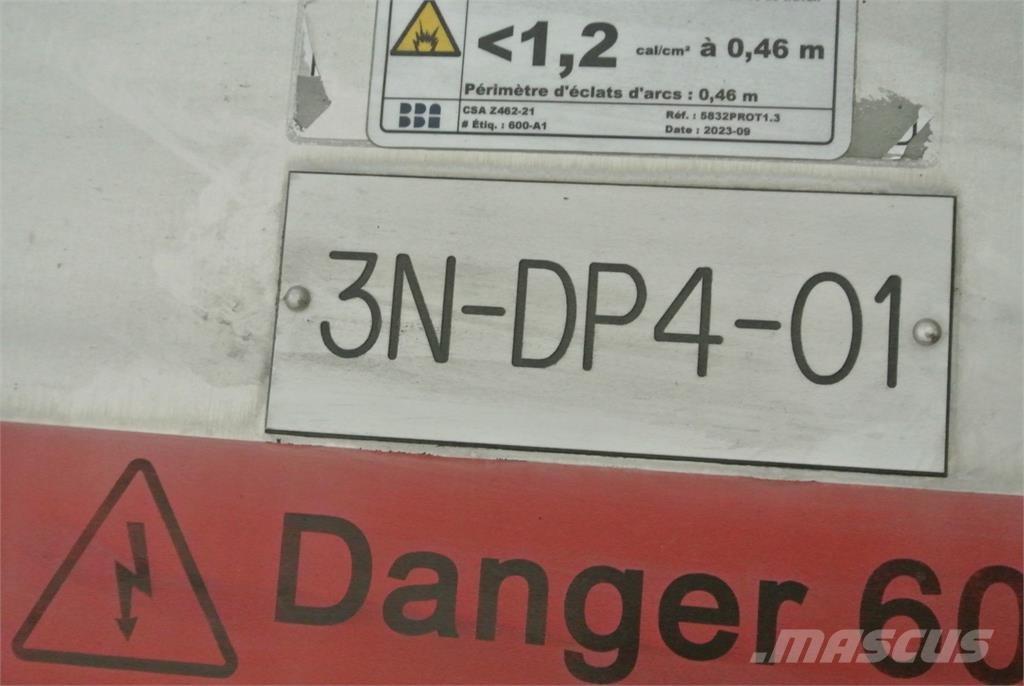 <1,2 cal/cm² à 0,46 m
Périmètre d'éclats d'arcs : 0,46 m
BBA
CSA Z462-21
# Étiq. : 600-A1
Réf. : 5832PROT1.3
Date : 2023-09
3N-DP4-01
Danger 60
MASCUS